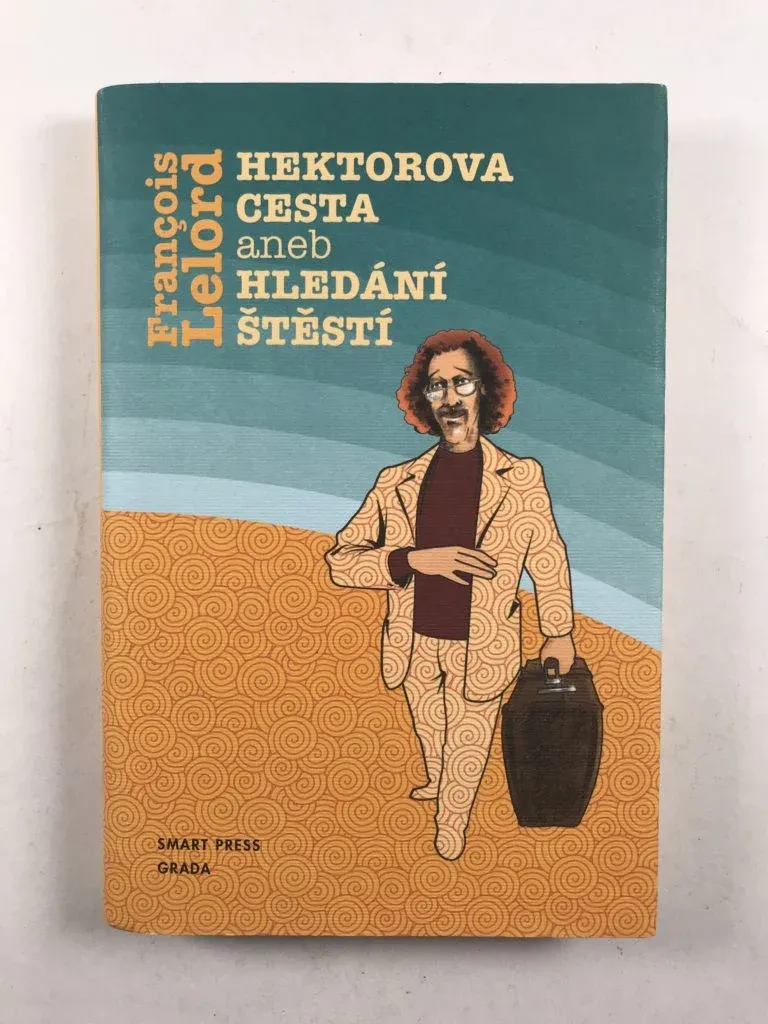 François
Lelord
HEKTOROVA
CESTA
aneb
HLEDÁNÍ
ŠTĚSTÍ
SMART PRESS
GRADA